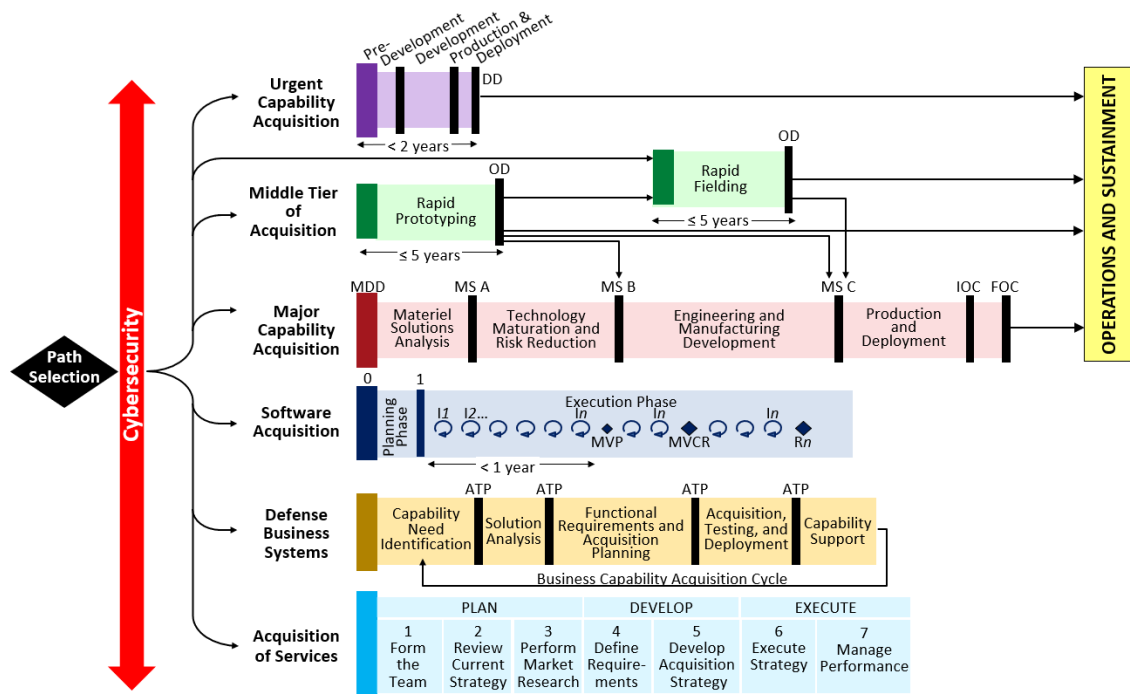 Pre-
Development
Development
Production &
Deployment
DD
Urgent
Capability
Acquisition
< 2 years
OD
Rapid
Fielding
OD
Middle Tier
of
Acquisition
Rapid
Prototyping
≤ 5 years
≤ 5 years
OPERATIONS AND SUSTAINMENT
MDD
MS A
MS B
MS C
IOC
FOC
Major
Capability
Acquisition
Materiel
Solutions
Analysis
Technology
Maturation and
Risk Reduction
Engineering and
Manufacturing
Development
Production
and
Deployment
Path
Selection
Cybersecurity
0
1
Software
Acquisition
Planning
Phase
Execution Phase
I1
I2...
In
In
In
MVP
MVCR
Rn
< 1 year
ATP
ATP
ATP
ATP
Defense
Business
Systems
Capability
Need
Identification
Solution
Analysis
Functional
Requirements and
Acquisition
Planning
Acquisition,
Testing, and
Deployment
Capability
Support
Business Capability Acquisition Cycle
PLAN
DEVELOP
EXECUTE
Acquisition
of Services
1
Form
the
Team
2
Review
Current
Strategy
3
Perform
Market
Research
4
Define
Require-
ments
5
Develop
Acquisition
Strategy
6
Execute
Strategy
7
Manage
Performance